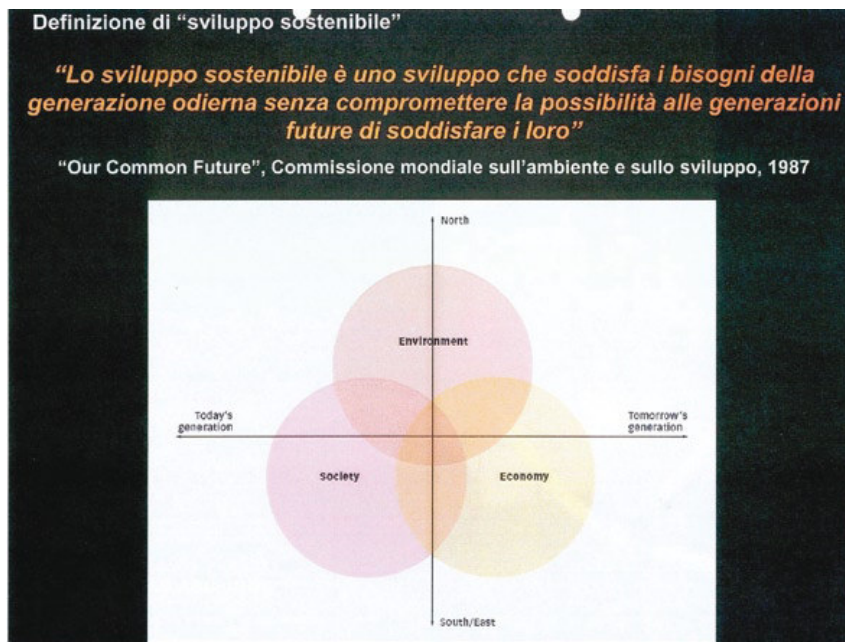 Definizione di “sviluppo sostenibile”
“Lo sviluppo sostenibile è uno sviluppo che soddisfa i bisogni della
generazione odierna senza compromettere la possibilità alle generazioni
future di soddisfare i loro”
“Our Common Future”, Commissione mondiale sull’ambiente e sullo sviluppo, 1987
North
Environment
Today's
generation
Tomorrow's
generation
Society
Economy
South/East